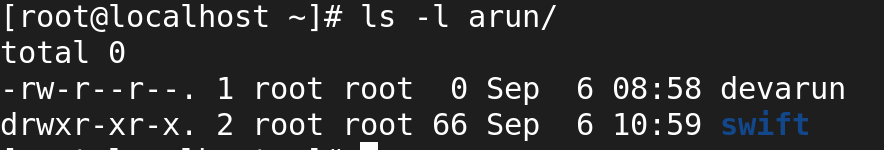 [root@localhost ~]# ls -l arun/
total 0
-rw-r--r--. 1 root root  0 Sep  6 08:58 devarun
drwxr-xr-x. 2 root root 66 Sep  6 10:59 swift